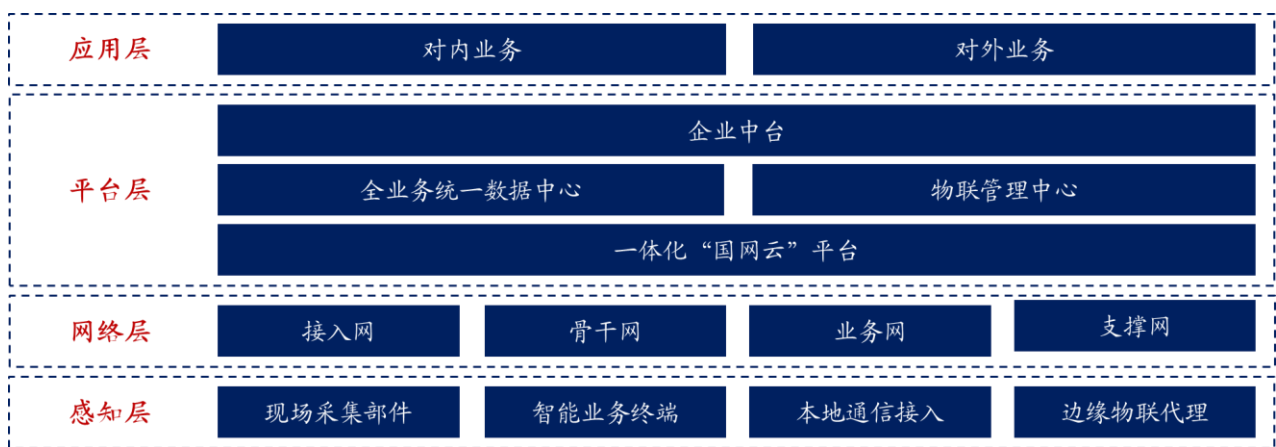 应用层 对内业务 对外业务
企业中台
平台层 全业务统一数据中心 物联管理中心
一体化“国网云”平台
网络层 接入网 骨干网 业务网 支撑网
感知层 现场采集部件 智能业务终端 本地通信接入 边缘物联代理